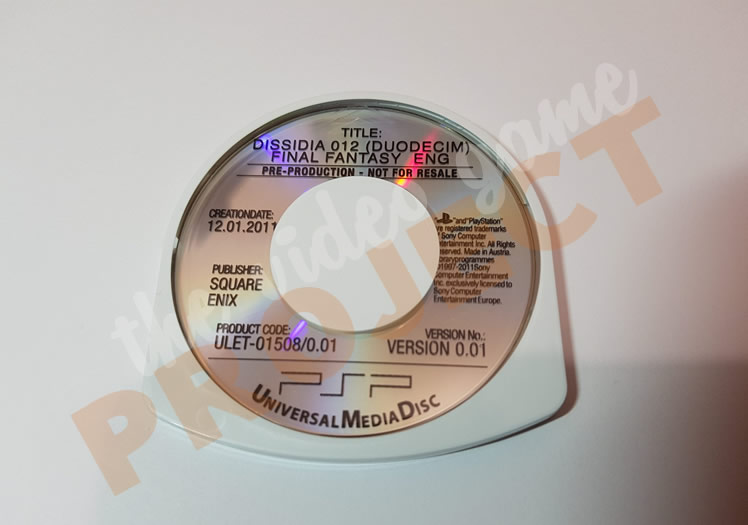 TITLE:
DISSIDIA 012 (DUODECIM)
FINAL FANTASY ENG
PRE-PRODUCTION - NOT FOR RESALE
CREATIONDATE:
12.01.2011
PUBLISHER:
SQUARE
ENIX
PRODUCT CODE:
ULET-01508/0.01
and "PlayStation"
are registered trademarks
Sony Computer
Entertainment Inc. All Rights
Reserved. Made in Austria.
libraryprogrammes
©1997-2011Sony
Computer Entertainment
Inc. exclusively licensed to
Sony Computer
Entertainment Europe.
VERSION No.:
VERSION 0.01
PSP
UNIVERSAL MEDIA DISC
the video game
PROJECT